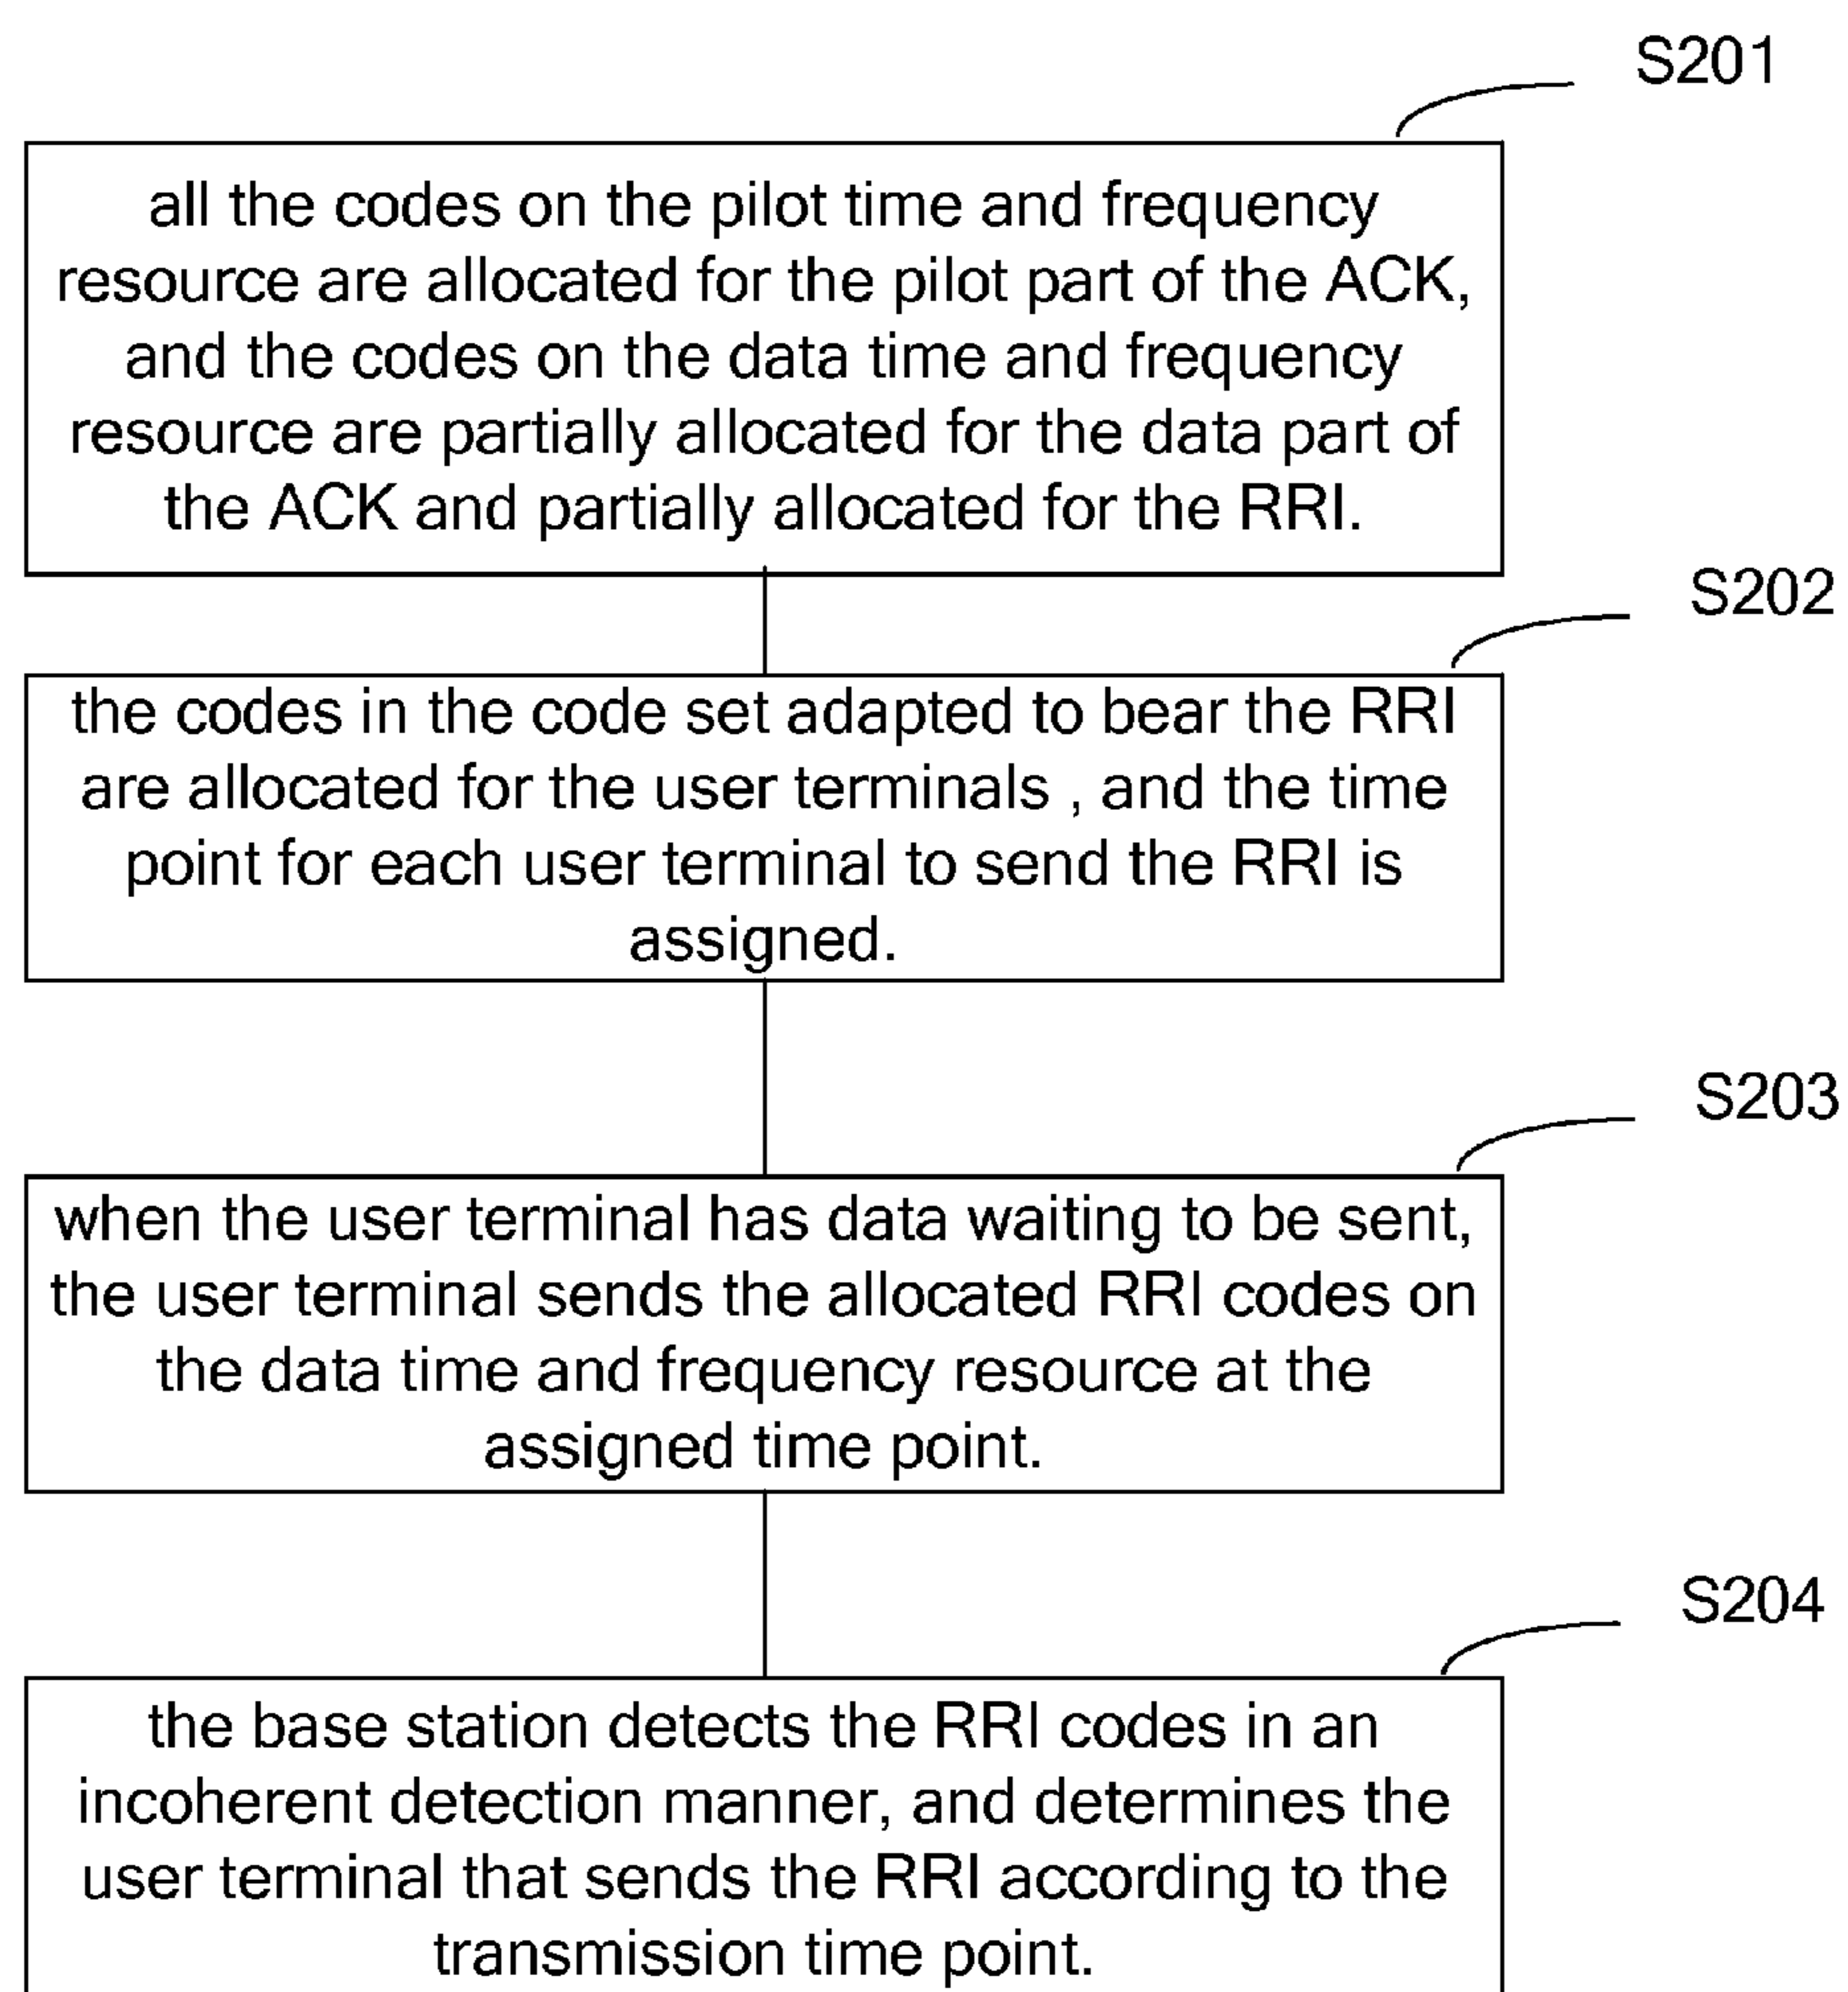 S201
all the codes on the pilot time and frequency
resource are allocated for the pilot part of the ACK,
and the codes on the data time and frequency
resource are partially allocated for the data part of
the ACK and partially allocated for the RRI.
S202
the codes in the code set adapted to bear the RRI
are allocated for the user terminals , and the time
point for each user terminal to send the RRI is
assigned.
S203
when the user terminal has data waiting to be sent,
the user terminal sends the allocated RRI codes on
the data time and frequency resource at the
assigned time point.
S204
the base station detects the RRI codes in an
incoherent detection manner, and determines the
user terminal that sends the RRI according to the
transmission time point.